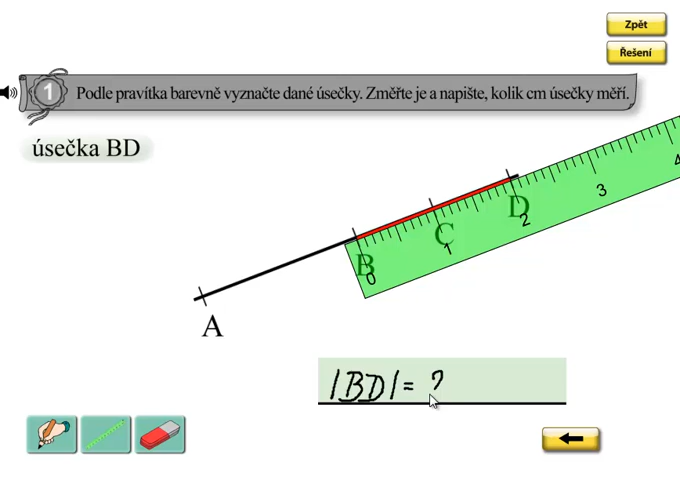 Zpět
Řešení
1 Podle pravítka barevně vyznačte dané úsečky. Změřte je a napište, kolik cm úsečky měří.
úsečka BD
A
B
C
D
0
1
2
3
4
|BD| = ?